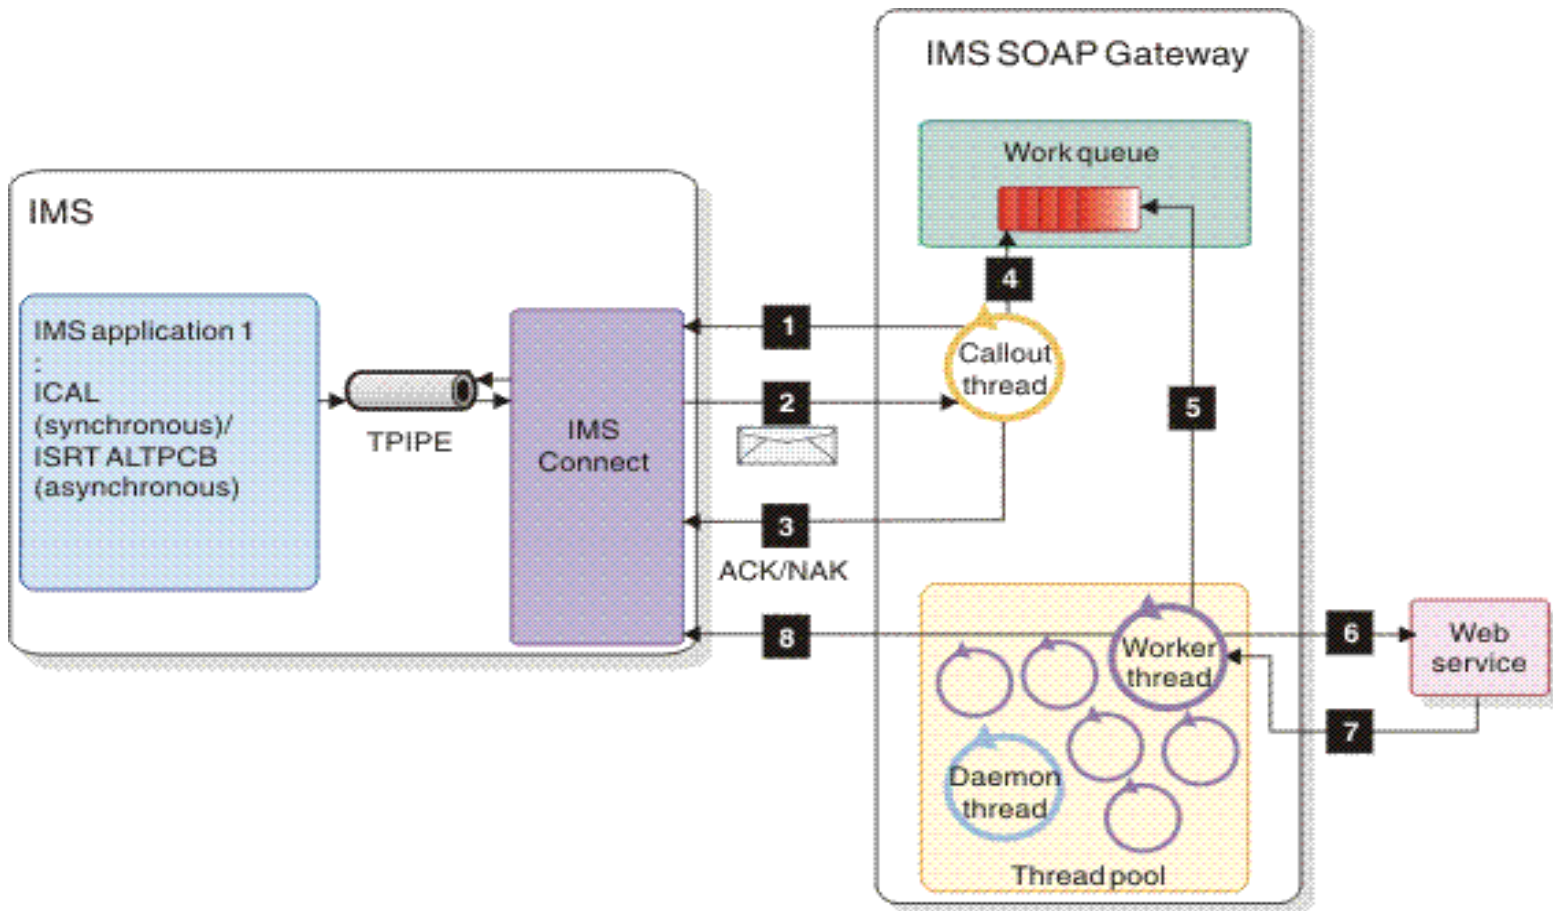 IMS SOAP Gateway
Work queue
IMS
IMS application 1
:
ICAL
(synchronous)/
ISRT ALTPCB
(asynchronous)
TPIPE
IMS
Connect
1
2
3
ACK/NAK
8
4
Callout
thread
5
Worker
thread
Daemon
thread
Thread pool
6
7
Web
service